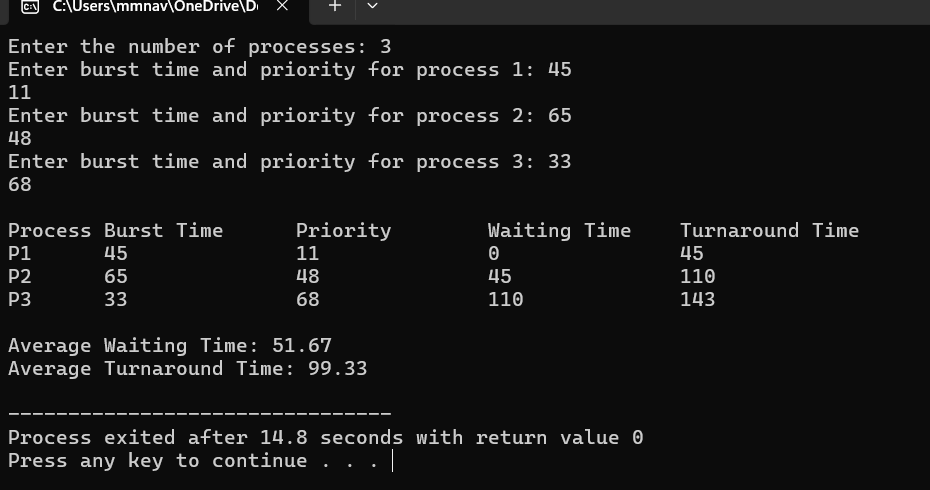 C:\Users\mmnav\OneDrive\D
Enter the number of processes: 3
Enter burst time and priority for process 1: 45
11
Enter burst time and priority for process 2: 65
48
Enter burst time and priority for process 3: 33
68
Process Burst Time Priority Waiting Time Turnaround Time
P1 45 11 0 45
P2 65 48 45 110
P3 33 68 110 143
Average Waiting Time: 51.67
Average Turnaround Time: 99.33
--------------------------------
Process exited after 14.8 seconds with return value 0
Press any key to continue . . .